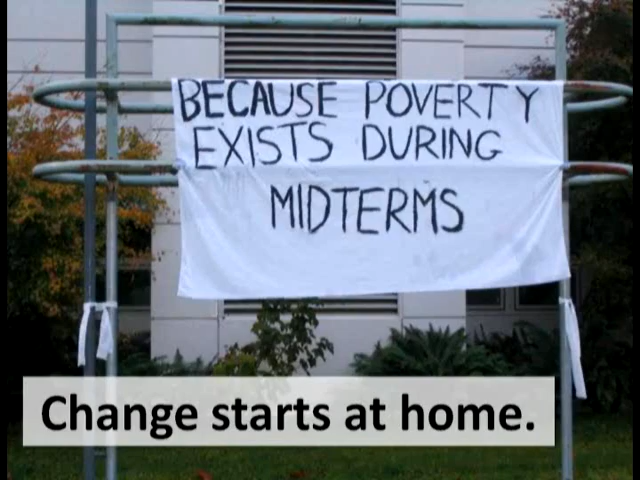 BECAUSE POVERTY
EXISTS DURING
MIDTERMS
Change starts at home.